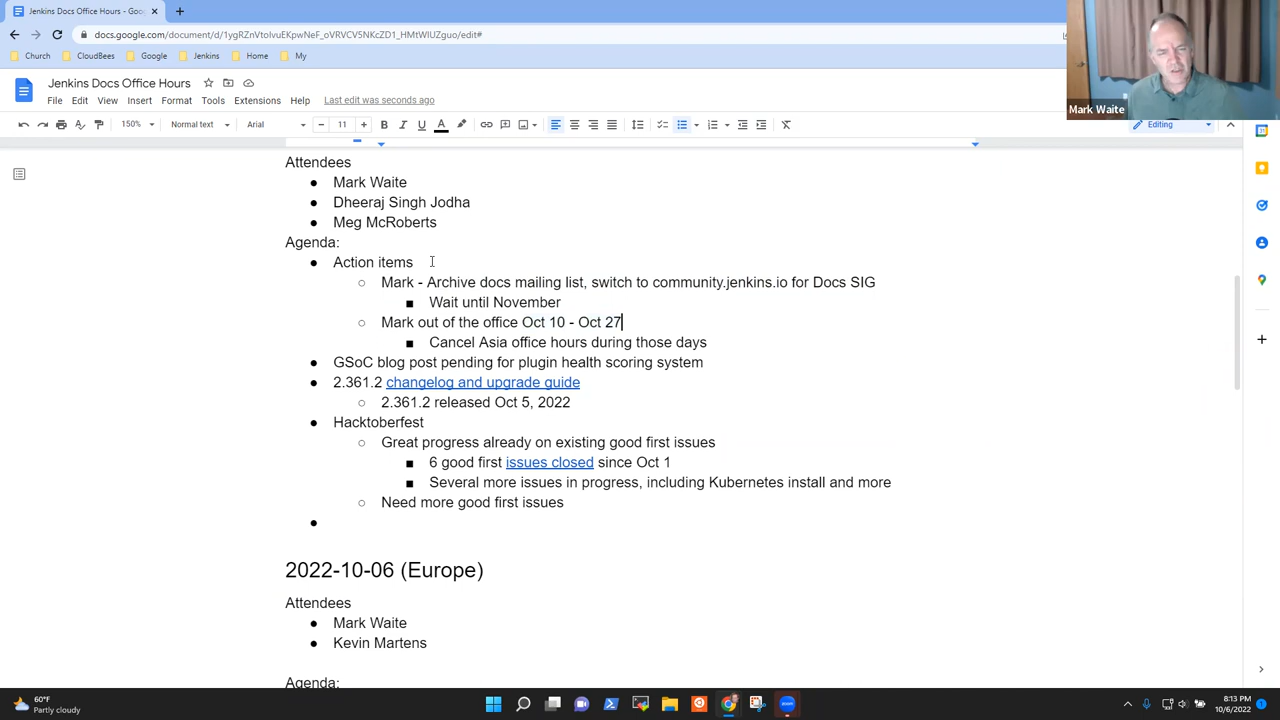 Jenkins Docs Office Hours - Goo
docs.google.com/document/d/1ygRZnVtoIvuEKpwNeF_oVRVCV5NKcZD1_HMtWIUZguo/edit#
Church
CloudBees
Google
Jenkins
Home
My
Jenkins Docs Office Hours
File Edit View Insert Format Tools Extensions Help Last edit was seconds ago
150% Normal text Arial 11 Editing
Mark Waite
Attendees
● Mark Waite
● Dheeraj Singh Jodha
● Meg McRoberts
Agenda:
● Action items
○ Mark - Archive docs mailing list, switch to community.jenkins.io for Docs SIG
■ Wait until November
○ Mark out of the office Oct 10 - Oct 27
■ Cancel Asia office hours during those days
● GSoC blog post pending for plugin health scoring system
● 2.361.2 changelog and upgrade guide
○ 2.361.2 released Oct 5, 2022
● Hacktoberfest
○ Great progress already on existing good first issues
■ 6 good first issues closed since Oct 1
■ Several more issues in progress, including Kubernetes install and more
○ Need more good first issues
●
2022-10-06 (Europe)
Attendees
● Mark Waite
● Kevin Martens
Agenda:
60°F
Partly cloudy
8:13 PM
10/6/2022